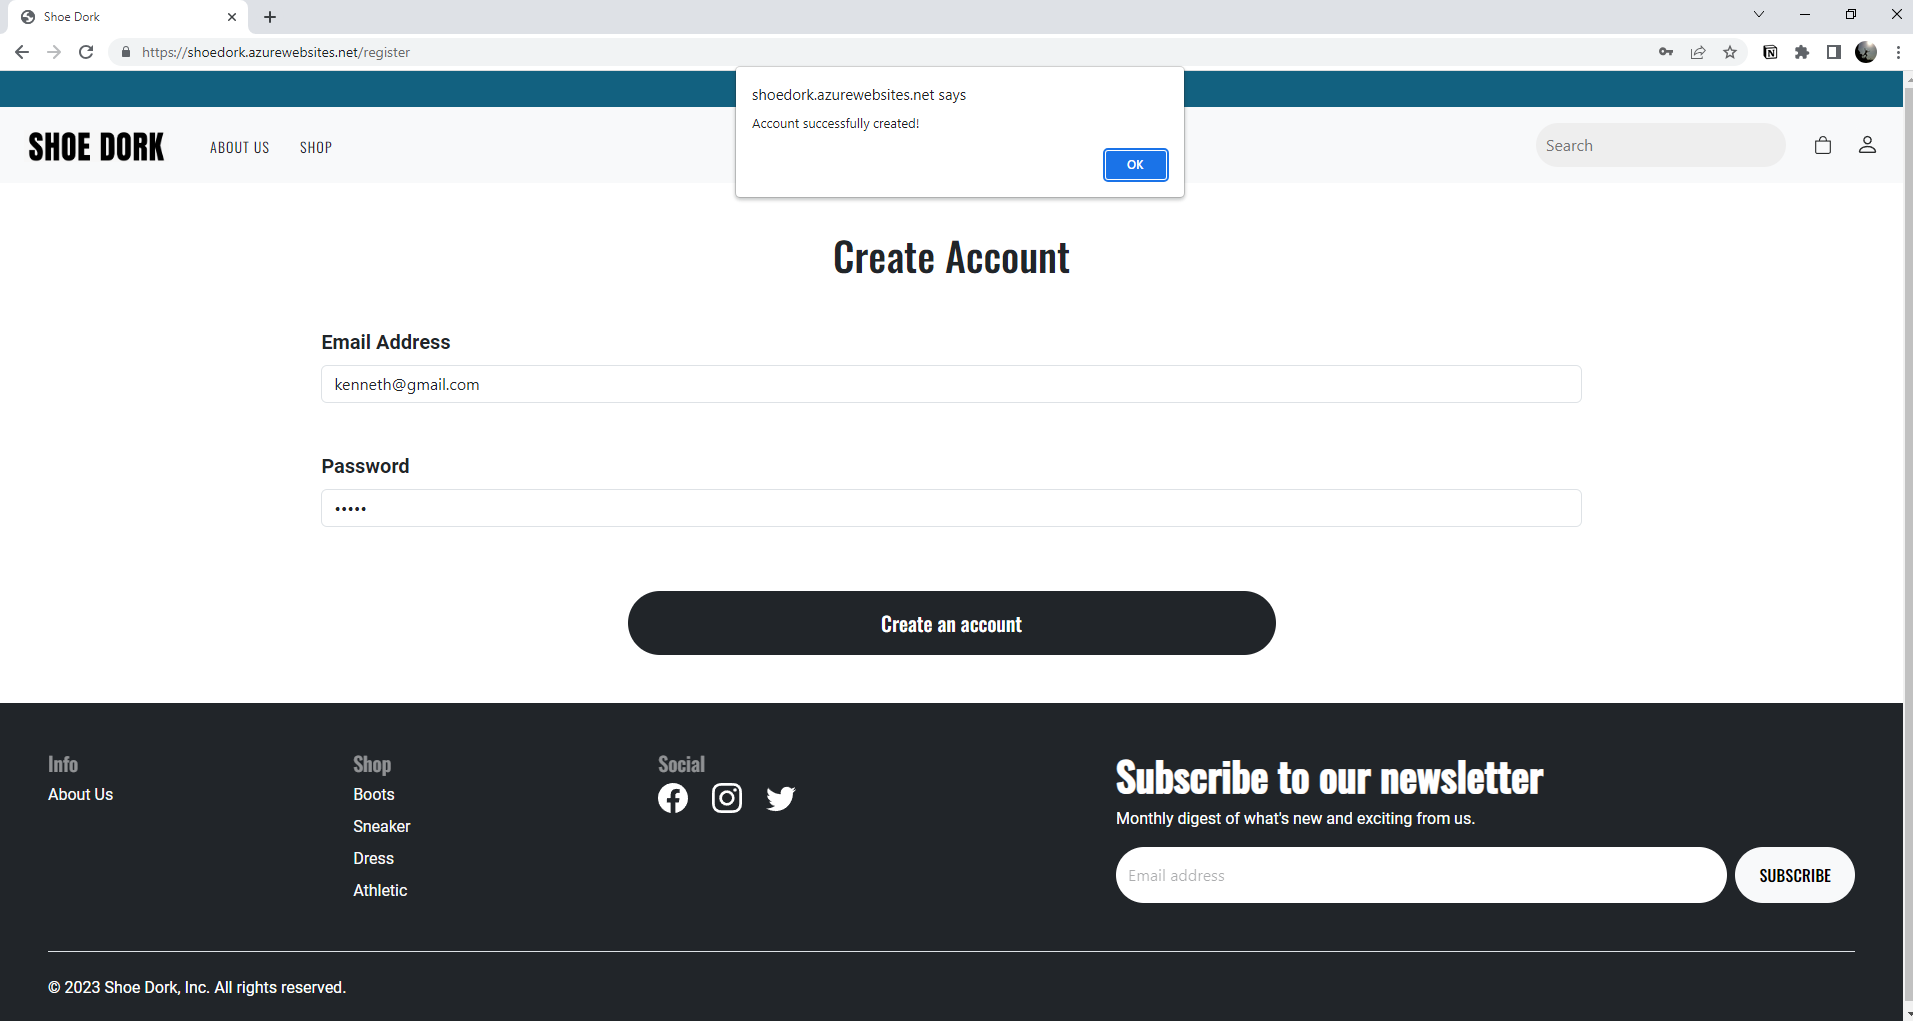 Shoe Dork
https://shoedork.azurewebsites.net/register
shoedork.azurewebsites.net says
Account successfully created!
OK
SHOE DORK
ABOUT US
SHOP
Search
Create Account
Email Address
kenneth@gmail.com
Password
•••••
Create an account
Info
About Us
Shop
Boots
Sneaker
Dress
Athletic
Social
Subscribe to our newsletter
Monthly digest of what's new and exciting from us.
Email address
SUBSCRIBE
© 2023 Shoe Dork, Inc. All rights reserved.